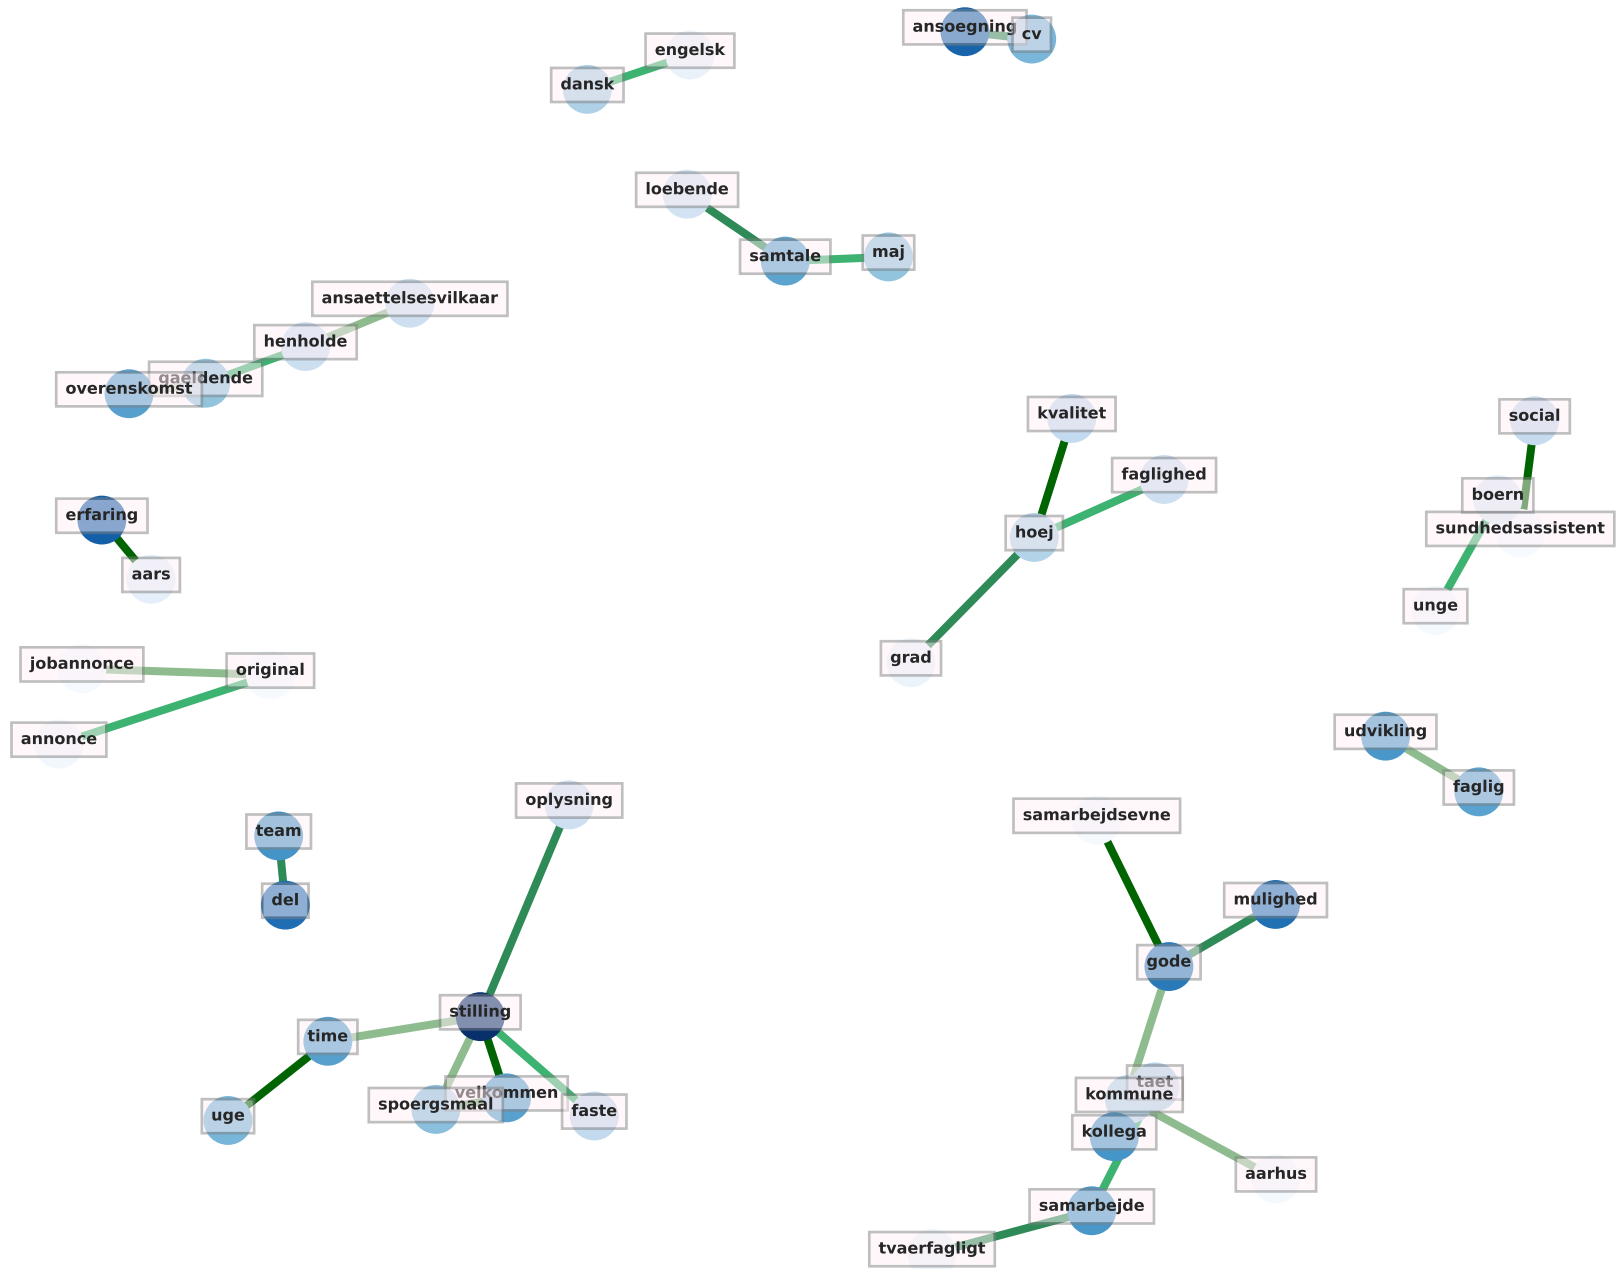 ansoegning
cv
engelsk
dansk
loebende
samtale
maj
ansaettelsesvilkaar
henholde
gaeldende
overenskomst
kvalitet
faglighed
hoej
grad
social
boern
sundhedsassistent
unge
erfaring
aars
jobannonce
original
annonce
udvikling
faglig
oplysning
samarbejdsevne
team
del
mulighed
gode
stilling
time
uge
velkommen
spoergsmaal
faste
taet
kommune
kollega
aarhus
samarbejde
tvaerfagligt